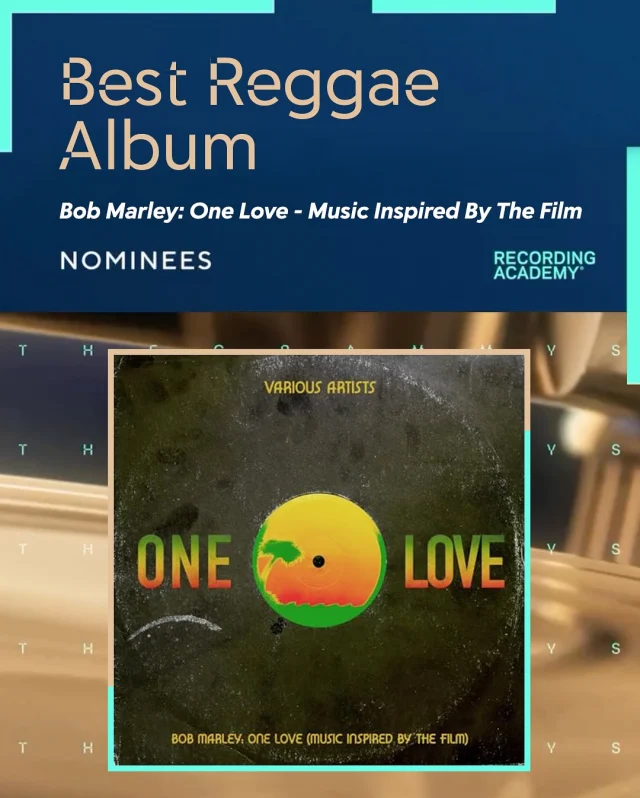 Best Reggae
Album
Bob Marley: One Love - Music Inspired By The Film
NOMINEES
RECORDING
ACADEMY®
T H E G R A M M Y S
VARIOUS ARTISTS
T H Y S
ONE LOVE
T H Y S
T H Y S
BOB MARLEY: ONE LOVE (MUSIC INSPIRED BY THE FILM)
T H Y S